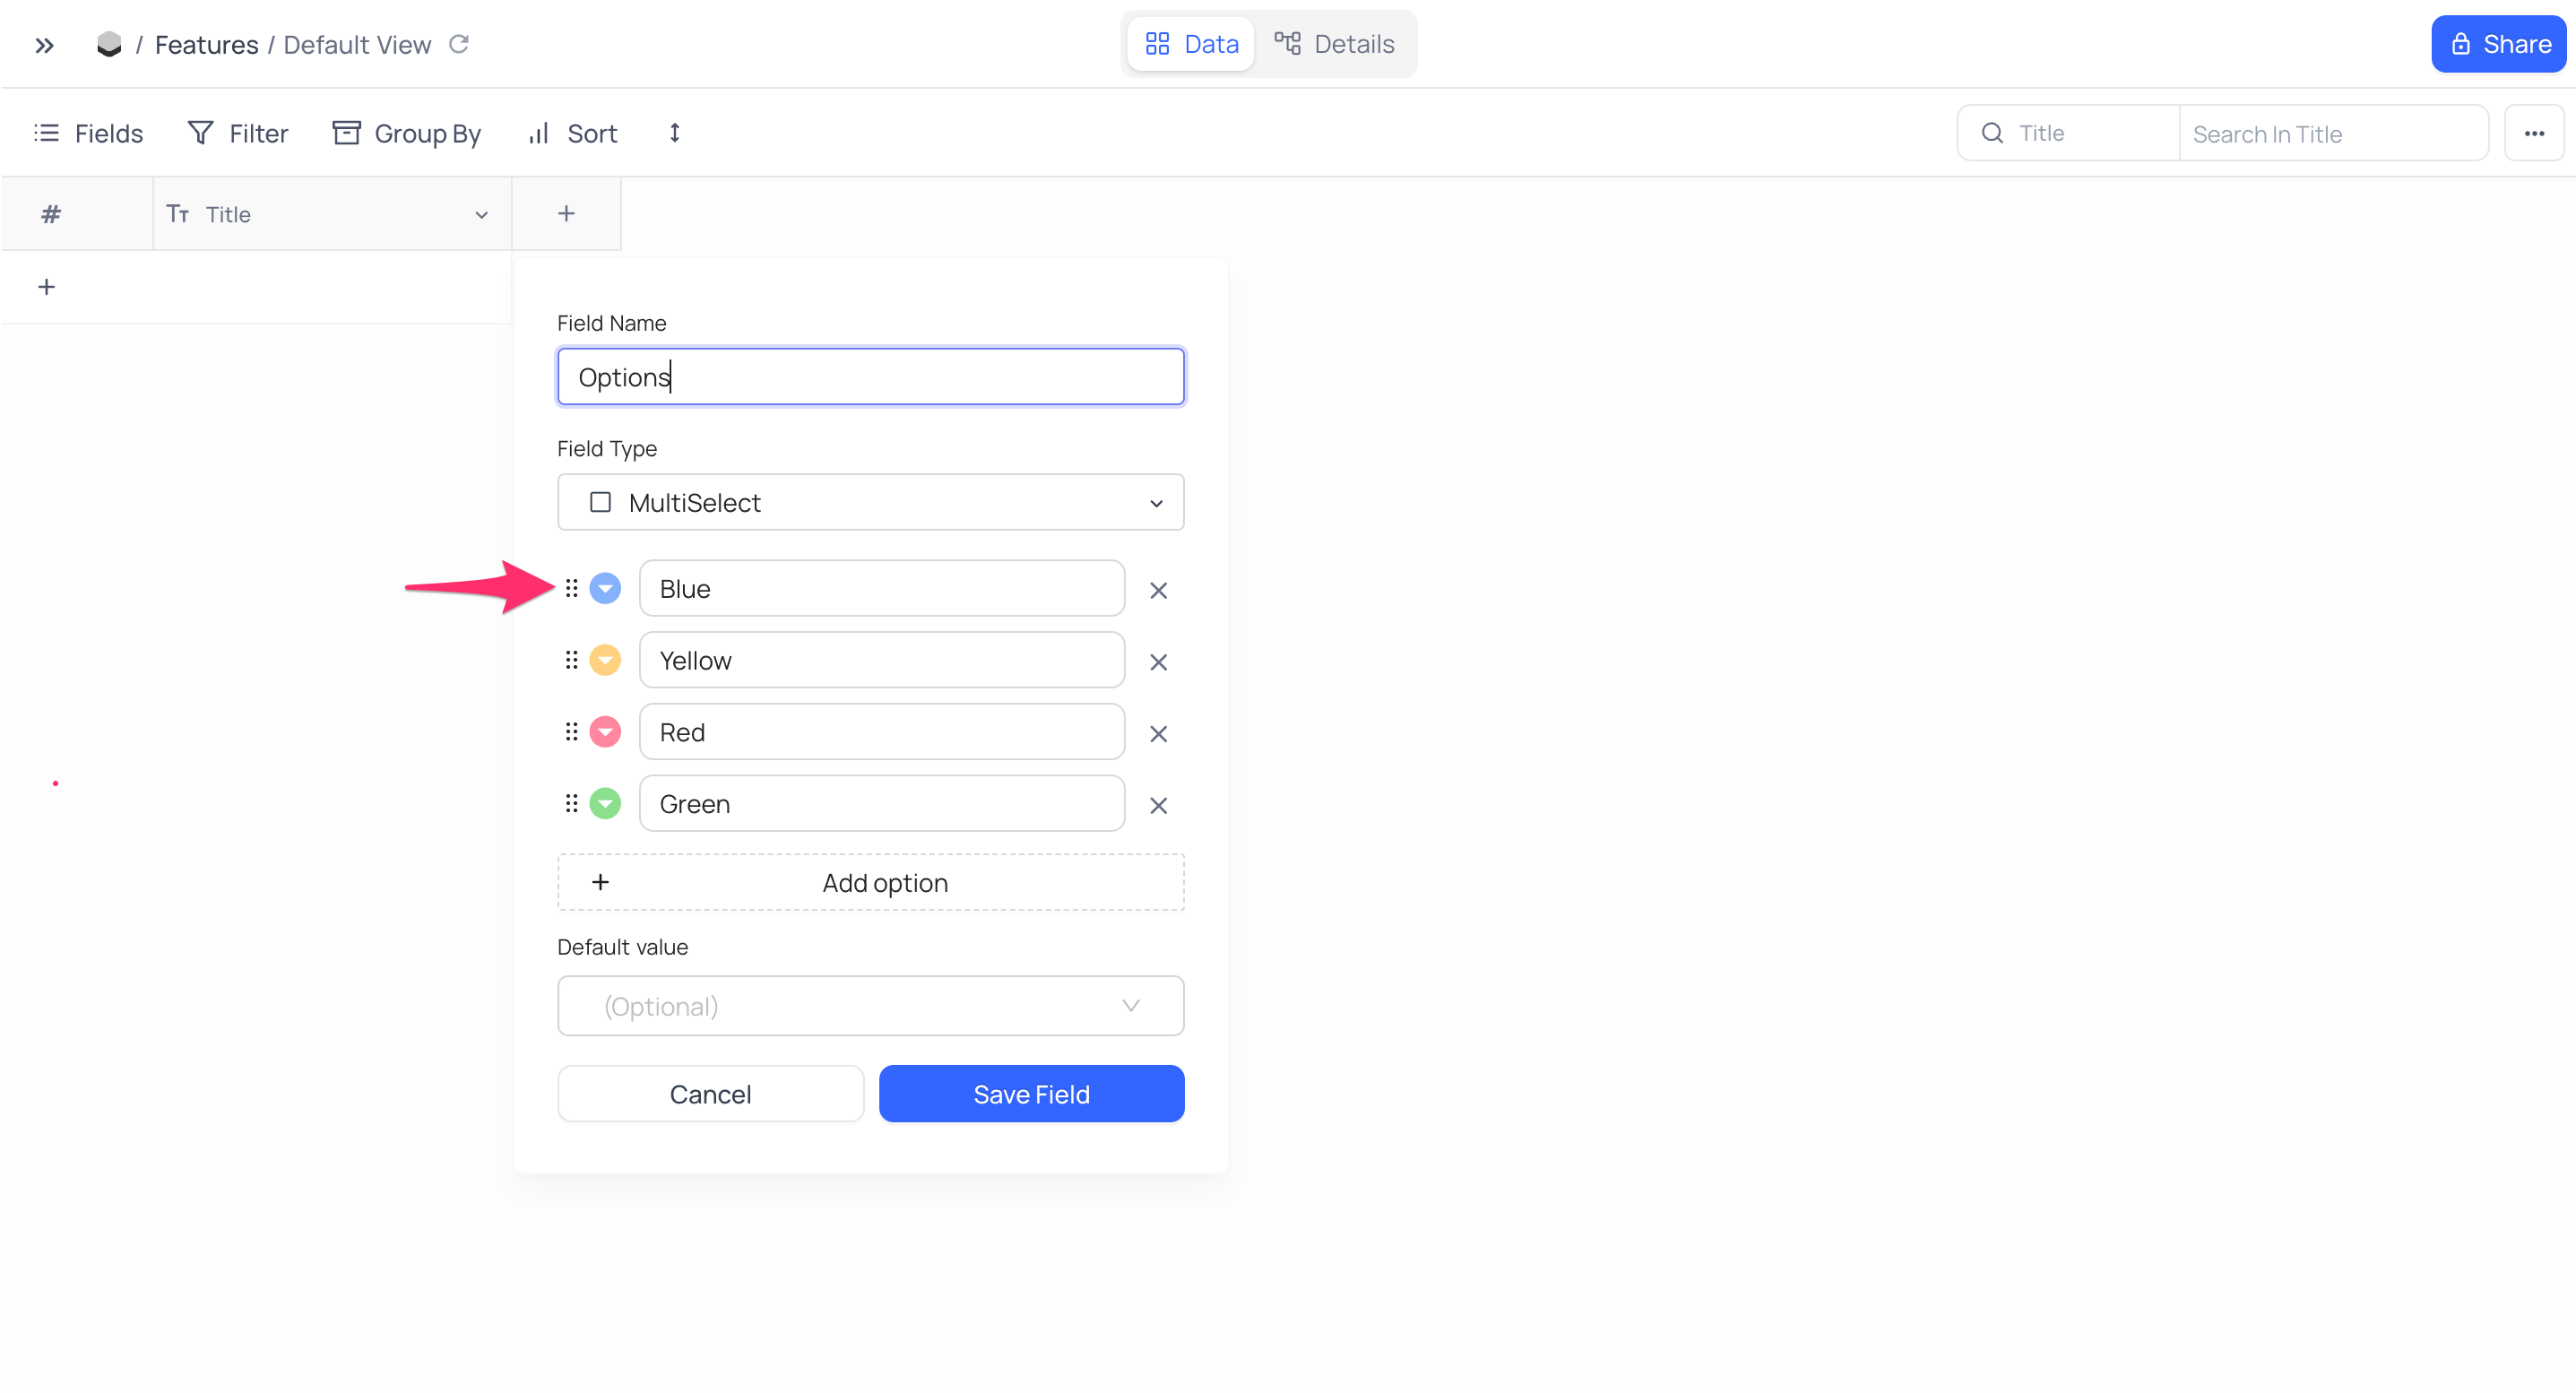 / Features / Default View
Data
Details
Share
Fields
Filter
Group By
Sort
Title
Search In Title
#
Title
Field Name
Options
Field Type
MultiSelect
Blue
Yellow
Red
Green
Add option
Default value
(Optional)
Cancel
Save Field